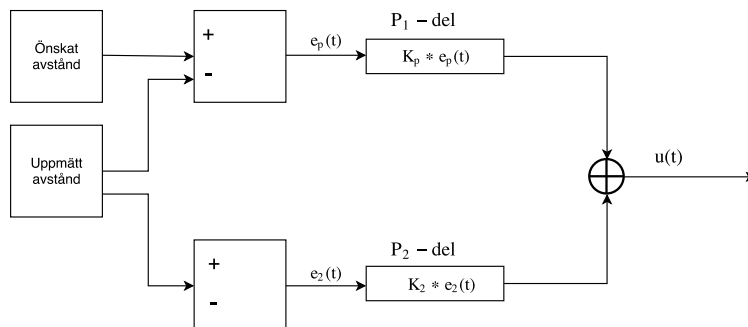 P₁ – del
Önskat
avstånd
+
-
eₚ(t)
Kₚ * eₚ(t)
Uppmätt
avstånd
u(t)
P₂ – del
+
-
e₂(t)
K₂ * e₂(t)